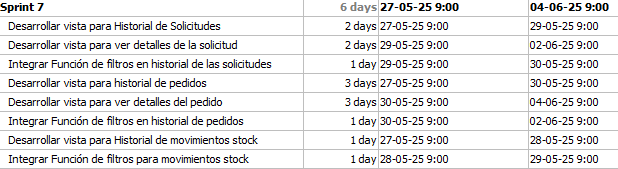 Sprint 7 6 days 27-05-25 9:00 04-06-25 9:00
Desarrollar vista para Historial de Solicitudes 2 days 27-05-25 9:00 29-05-25 9:00
Desarrollar vista para ver detalles de la solicitud 2 days 29-05-25 9:00 02-06-25 9:00
Integrar Función de filtros en historial de las solicitudes 1 day 29-05-25 9:00 30-05-25 9:00
Desarrollar vista para historial de pedidos 3 days 27-05-25 9:00 30-05-25 9:00
Desarrollar vista para ver detalles del pedido 3 days 30-05-25 9:00 04-06-25 9:00
Integrar Función de filtros en historial de pedidos 1 day 30-05-25 9:00 02-06-25 9:00
Desarrollar vista para Historial de movimientos stock 1 day 27-05-25 9:00 28-05-25 9:00
Integrar Función de filtros para movimientos stock 1 day 28-05-25 9:00 29-05-25 9:00